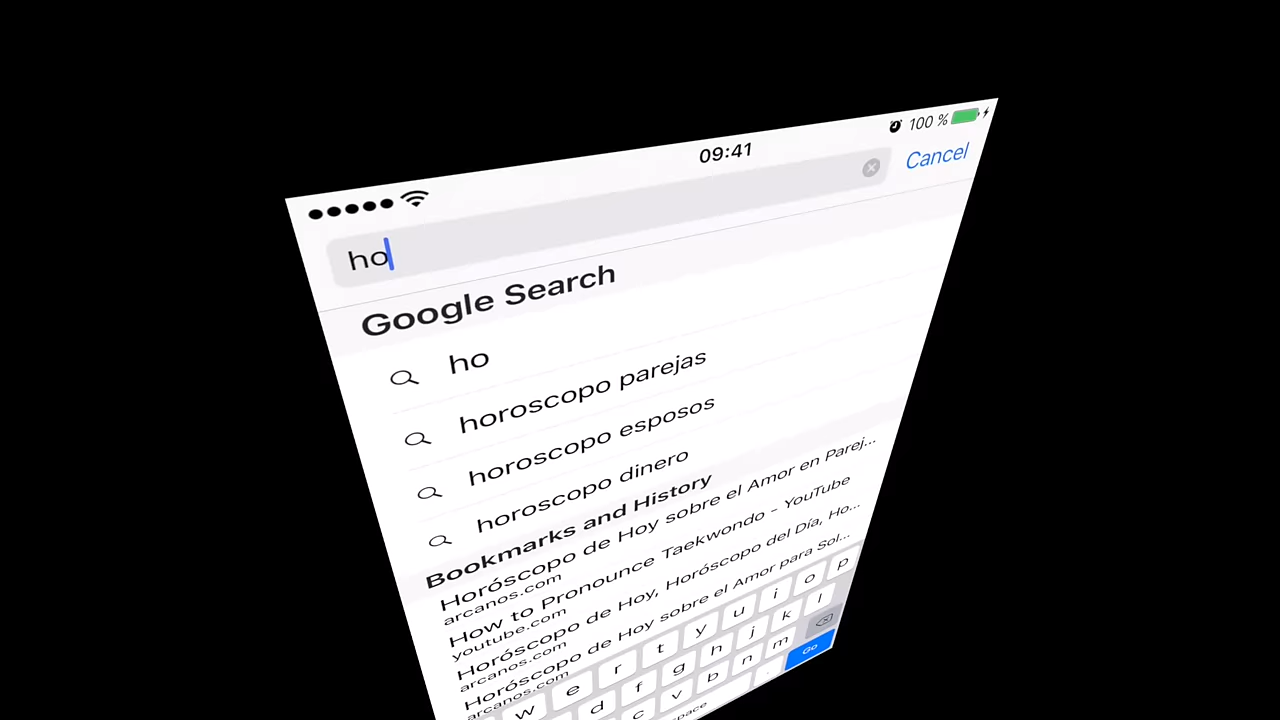 09:41
100 %
ho
Cancel
Google Search
ho
horoscopo parejas
horoscopo esposos
horoscopo dinero
Bookmarks and History
Horóscopo de Hoy sobre el Amor en Parej...
arcanos.com
How to Pronounce Taekwondo - YouTube
youtube.com
Horóscopo de Hoy, Horóscopo del Día, Ho...
arcanos.com
Horóscopo de Hoy sobre el Amor para Sol...
arcanos.com
w e r t y u i o p
d f g h j k l
c v b n m
space . Go